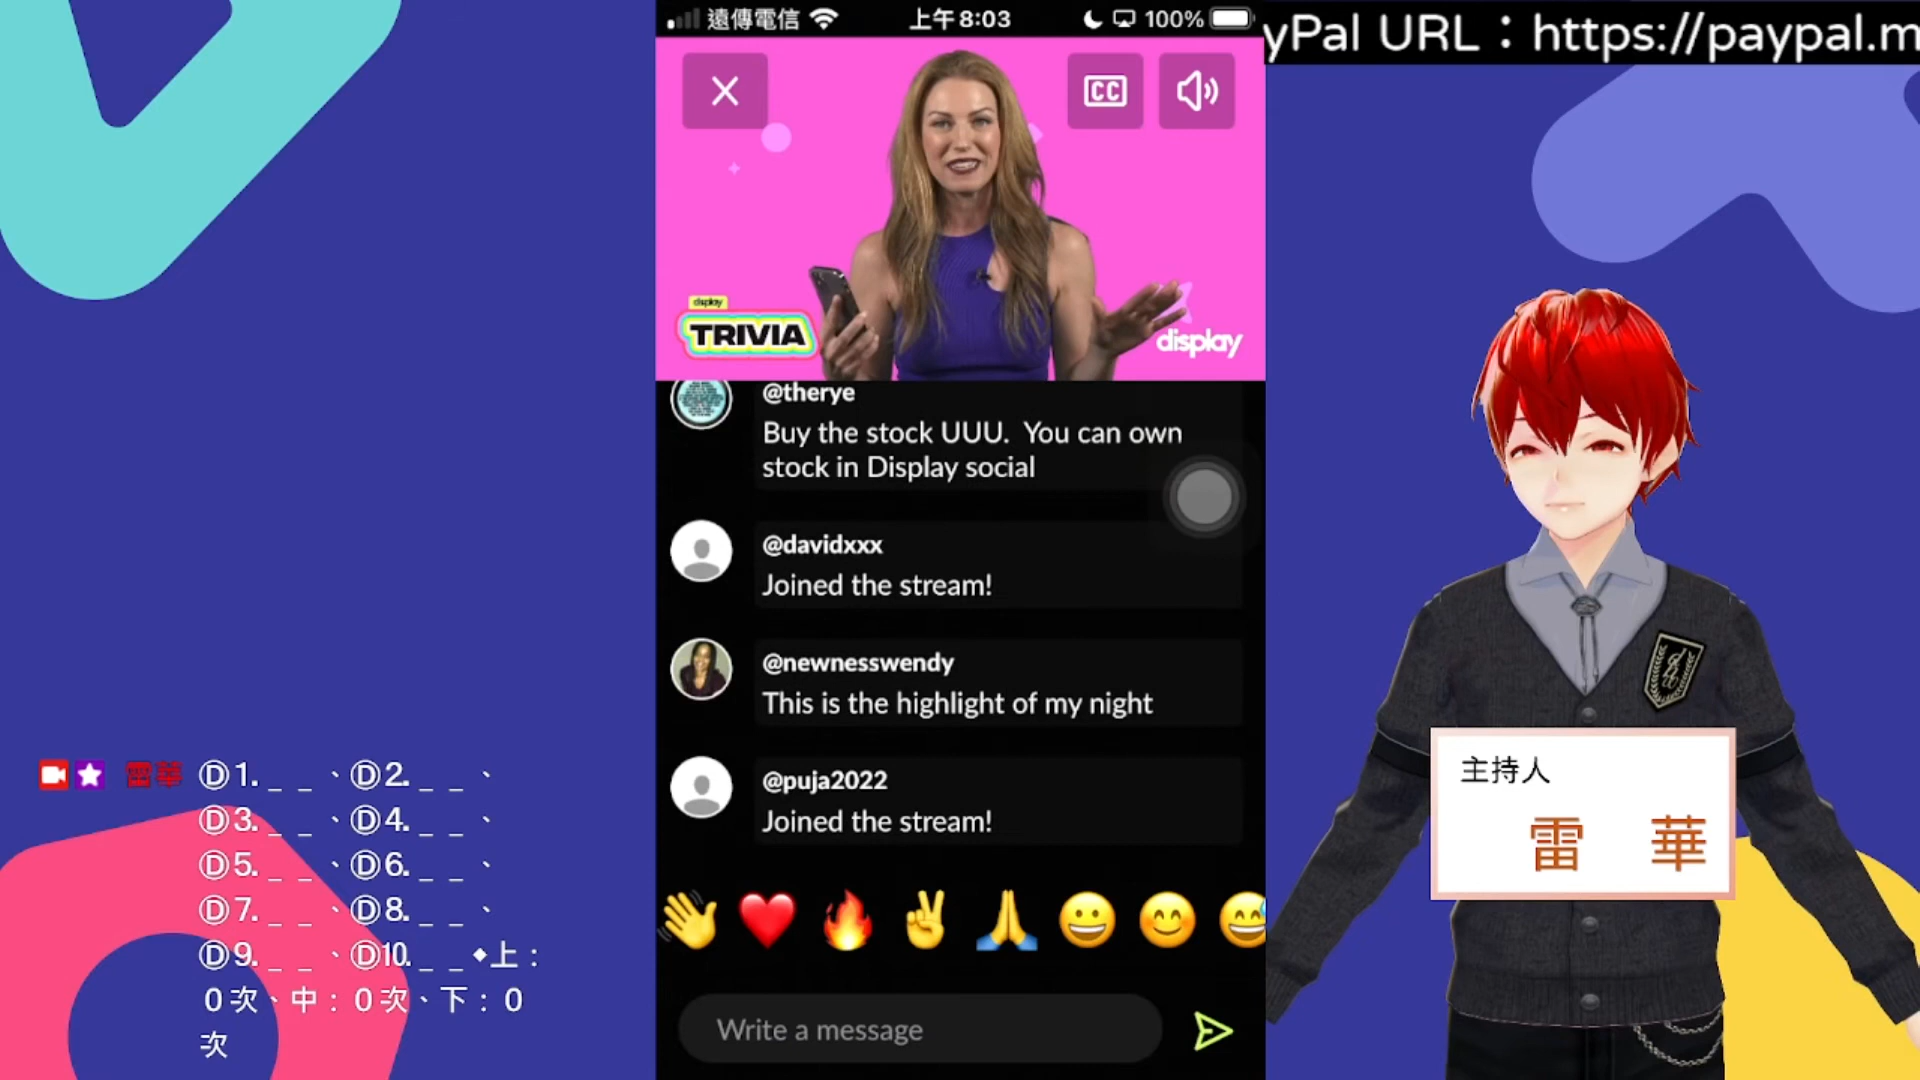 遠傳電信
上午8:03
100%
yPal URL：https://paypal.m
CC
display
TRIVIA
display
@therye
Buy the stock UUU. You can own
stock in Display social
@davidxxx
Joined the stream!
@newnesswendy
This is the highlight of my night
@puja2022
Joined the stream!
Write a message
雷華 Ⓓ1. _ _ 、Ⓓ2. _ _ 、
Ⓓ3. _ _ 、Ⓓ4. _ _ 、
Ⓓ5. _ _ 、Ⓓ6. _ _ 、
Ⓓ7. _ _ 、Ⓓ8. _ _ 、
Ⓓ9. _ _ 、Ⓓ10. _ _ ◆上：
0次、中：0次、下：0
次
主持人
雷 華